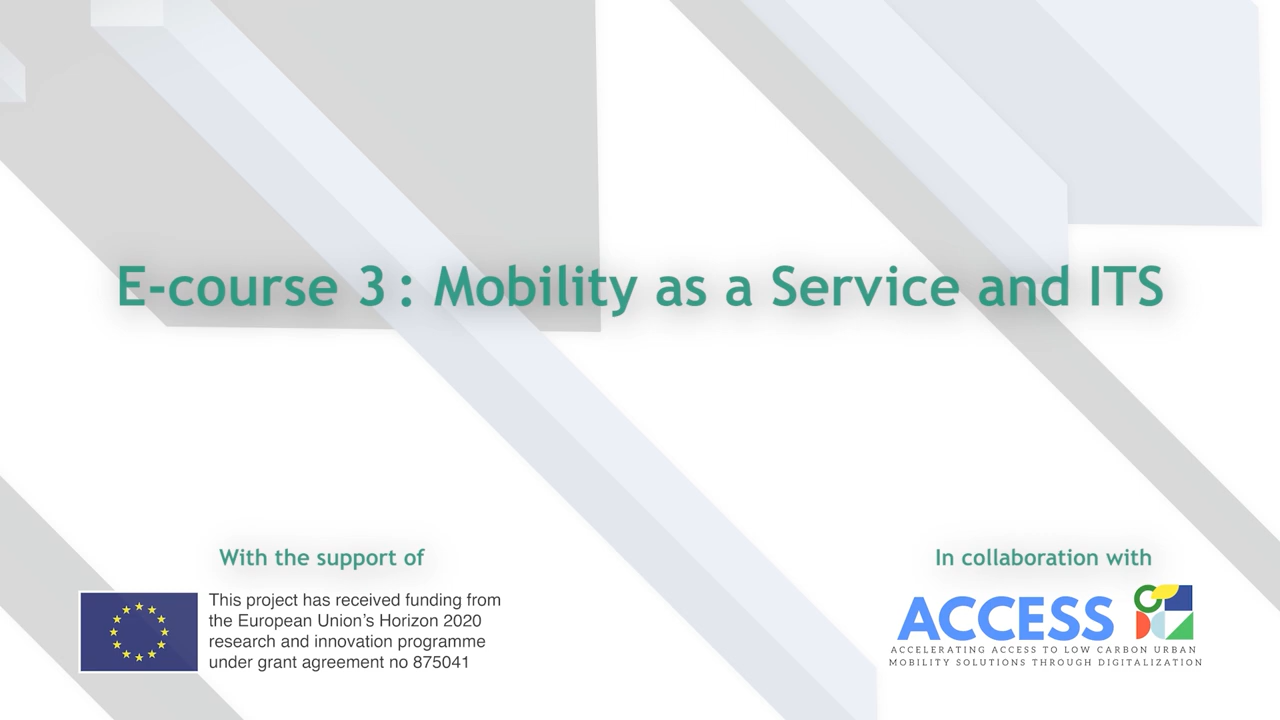 E-course 3 : Mobility as a Service and ITS
With the support of
This project has received funding from
the European Union's Horizon 2020
research and innovation programme
under grant agreement no 875041
In collaboration with
ACCESS
ACCELERATING ACCESS TO LOW CARBON URBAN
MOBILITY SOLUTIONS THROUGH DIGITALIZATION